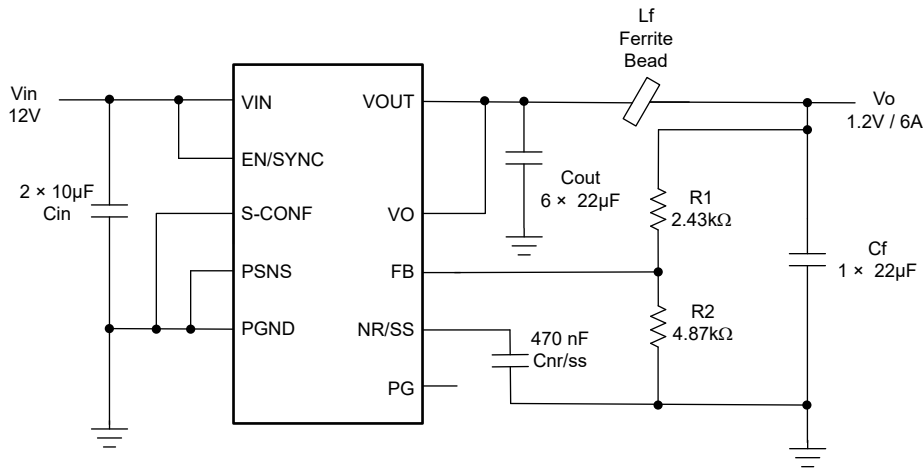 Lf
Ferrite
Bead
Vin
12V
VIN
VOUT
Vo
1.2V / 6A
EN/SYNC
2 × 10µF
Cin
Cout
6 × 22µF
R1
2.43kΩ
S-CONF
VO
PSNS
FB
Cf
1 × 22µF
PGND
NR/SS
470 nF
Cnr/ss
R2
4.87kΩ
PG